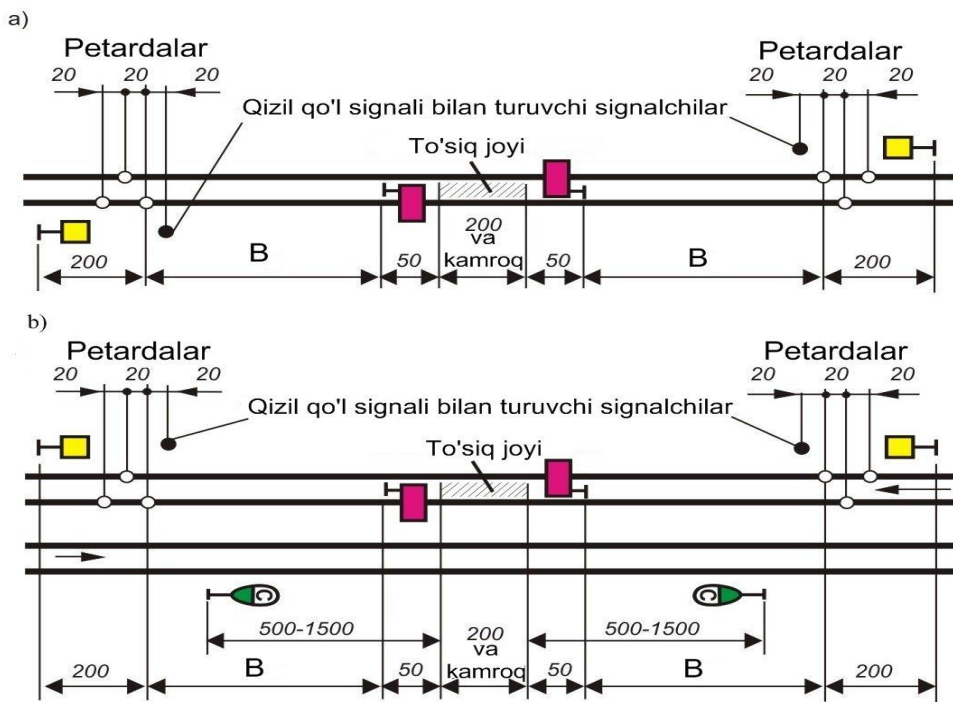 a)
Petardalar
Petardalar
20 20 20
20 20 20
Qizil qo'l signali bilan turuvchi signalchilar
To'siq joyi
200 B 50 200 va kamroq 50 B 200
b)
Petardalar
Petardalar
20 20 20
20 20 20
Qizil qo'l signali bilan turuvchi signalchilar
To'siq joyi
C
C
500-1500
500-1500
200 B 50 200 va kamroq 50 B 200